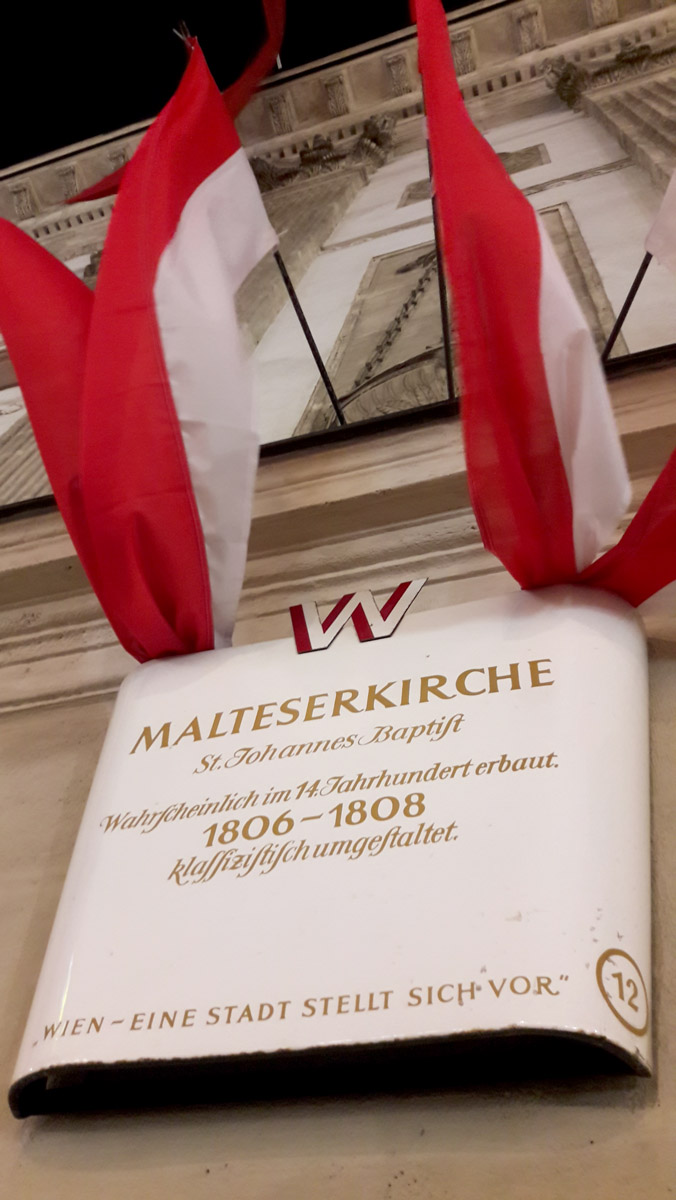 W
MALTESERKIRCHE
St. Johannes Baptiſt
Wahrſcheinlich im 14. Jahrhundert erbaut.
1806–1808
klaſſiziſtiſch umgeſtaltet.
„WIEN – EINE STADT STELLT SICH VOR"
12